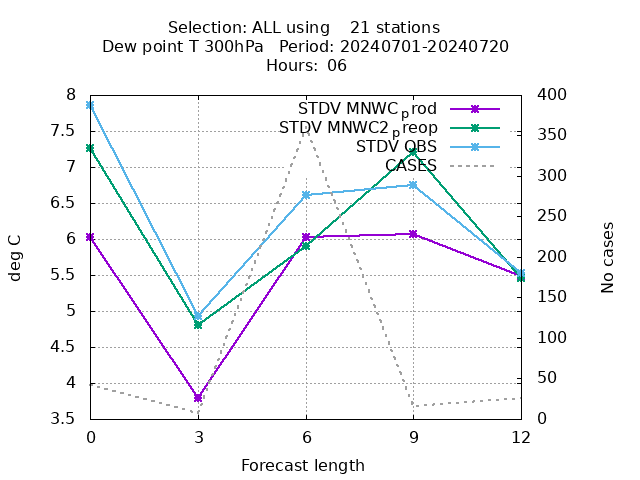 Selection: ALL using    21 stations
Dew point T 300hPa   Period: 20240701-20240720
Hours:  06
STDV MNWCprod
STDV MNWC2preop
STDV OBS
CASES
8
7.5
7
6.5
6
5.5
5
4.5
4
3.5
400
350
300
250
200
150
100
50
0
deg C
No cases
0 3 6 9 12
Forecast length